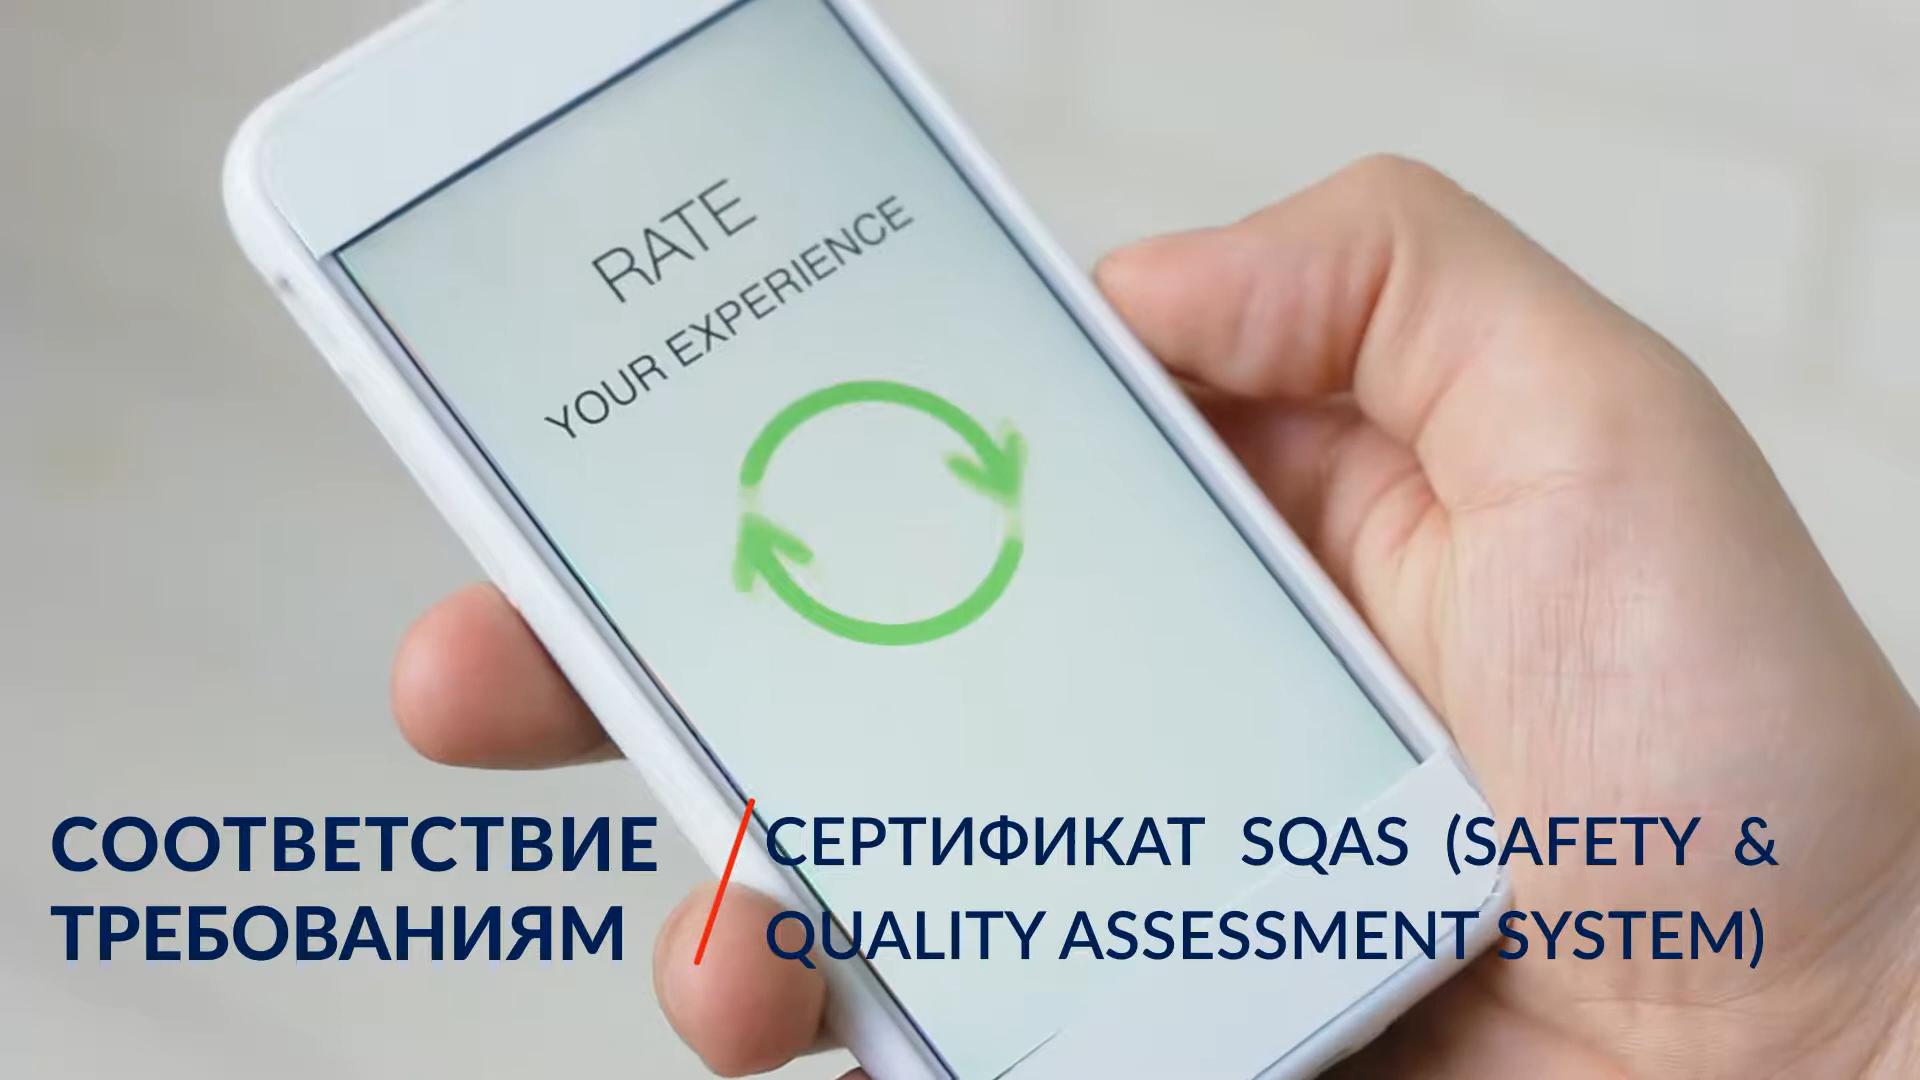 RATE
YOUR EXPERIENCE
СООТВЕТСТВИЕ
ТРЕБОВАНИЯМ
СЕРТИФИКАТ SQAS (SAFETY &
QUALITY ASSESSMENT SYSTEM)